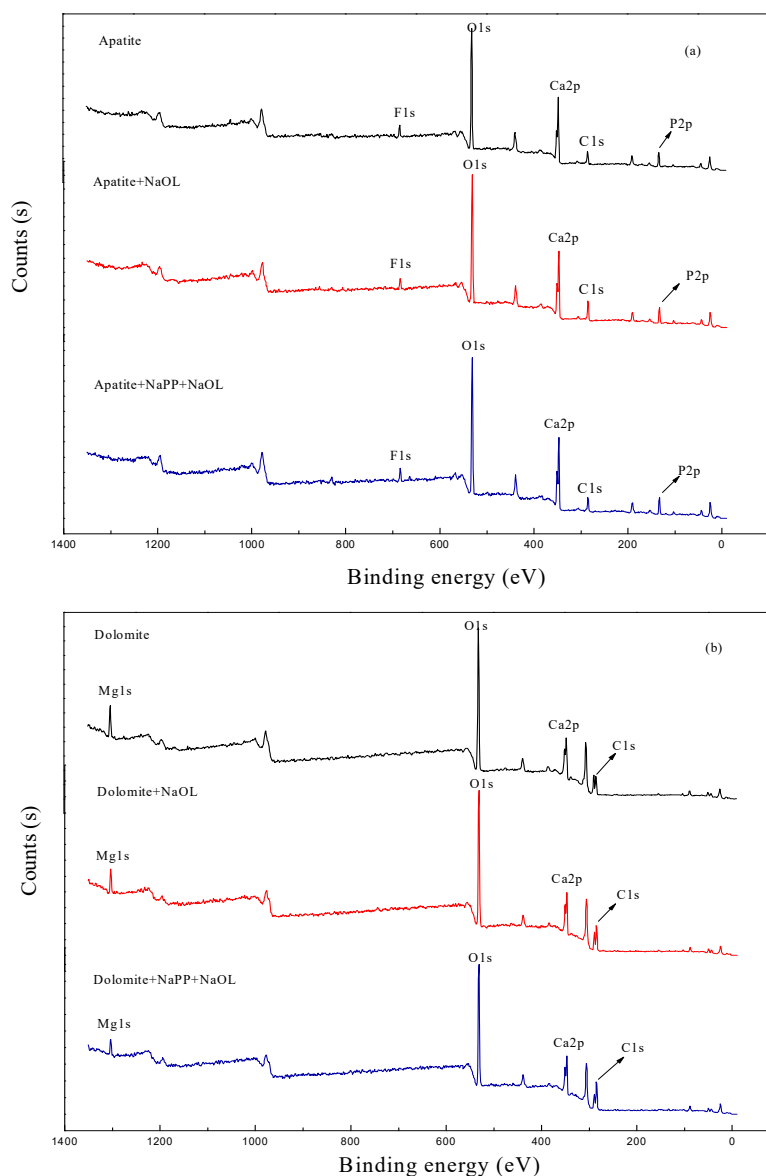 Apatite
O1s
(a)
Ca2p
F1s
C1s
P2p
Apatite+NaOL
O1s
Ca2p
F1s
C1s
P2p
Apatite+NaPP+NaOL
O1s
Ca2p
F1s
C1s
P2p
Counts (s)
1400 1200 1000 800 600 400 200 0
Binding energy (eV)
Dolomite
O1s
(b)
Mg1s
Ca2p
C1s
Dolomite+NaOL
O1s
Mg1s
Ca2p
C1s
Dolomite+NaPP+NaOL
O1s
Mg1s
Ca2p
C1s
Counts (s)
1400 1200 1000 800 600 400 200 0
Binding energy (eV)